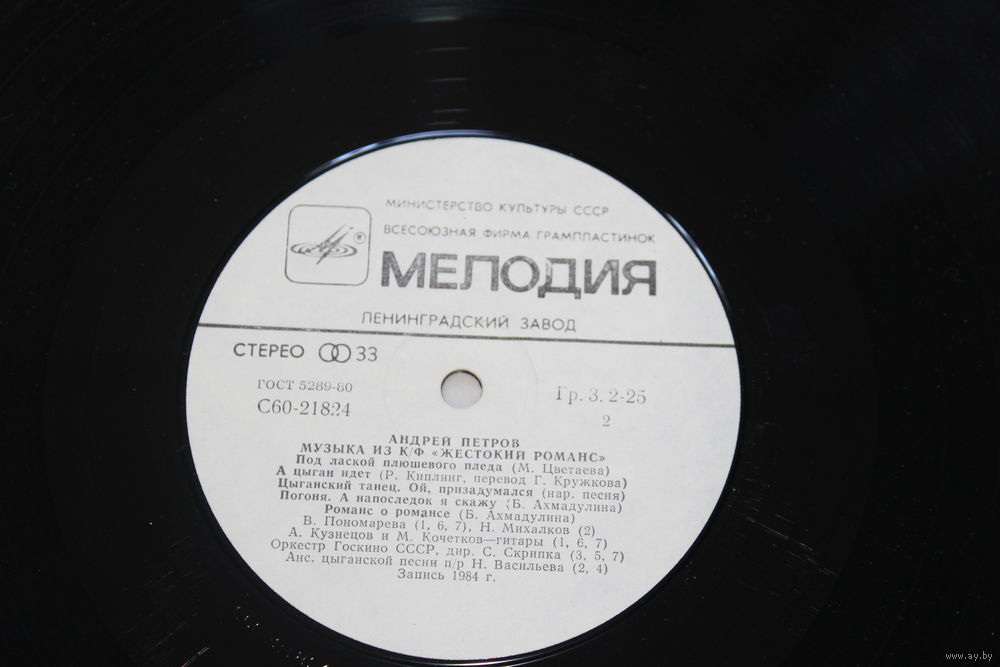 МИНИСТЕРСТВО КУЛЬТУРЫ СССР
ВСЕСОЮЗНАЯ ФИРМА ГРАМПЛАСТИНОК
®
МЕЛОДИЯ
ЛЕНИНГРАДСКИЙ ЗАВОД
СТЕРЕО 33
ГОСТ 5289-80
Гр. 3. 2-25
С60-21824
2
АНДРЕЙ ПЕТРОВ
МУЗЫКА ИЗ К/Ф «ЖЕСТОКИЙ РОМАНС»
Под лаской плюшевого пледа (М. Цветаева)
А цыган идет (Р. Киплинг, перевод Г. Кружкова)
Цыганский танец. Ой, призадумался (нар. песня)
Погоня. А напоследок я скажу (Б. Ахмадулина)
Романс о романсе (Б. Ахмадулина)
В. Пономарева (1, 6, 7), Н. Михалков (2)
А. Кузнецов и М. Кочетков—гитары (1, 6, 7)
Оркестр Госкино СССР, дир. С. Скрипка (3, 5, 7)
Анс. цыганской песни п/р Н. Васильева (2, 4)
Запись 1984 г.
www.ay.by